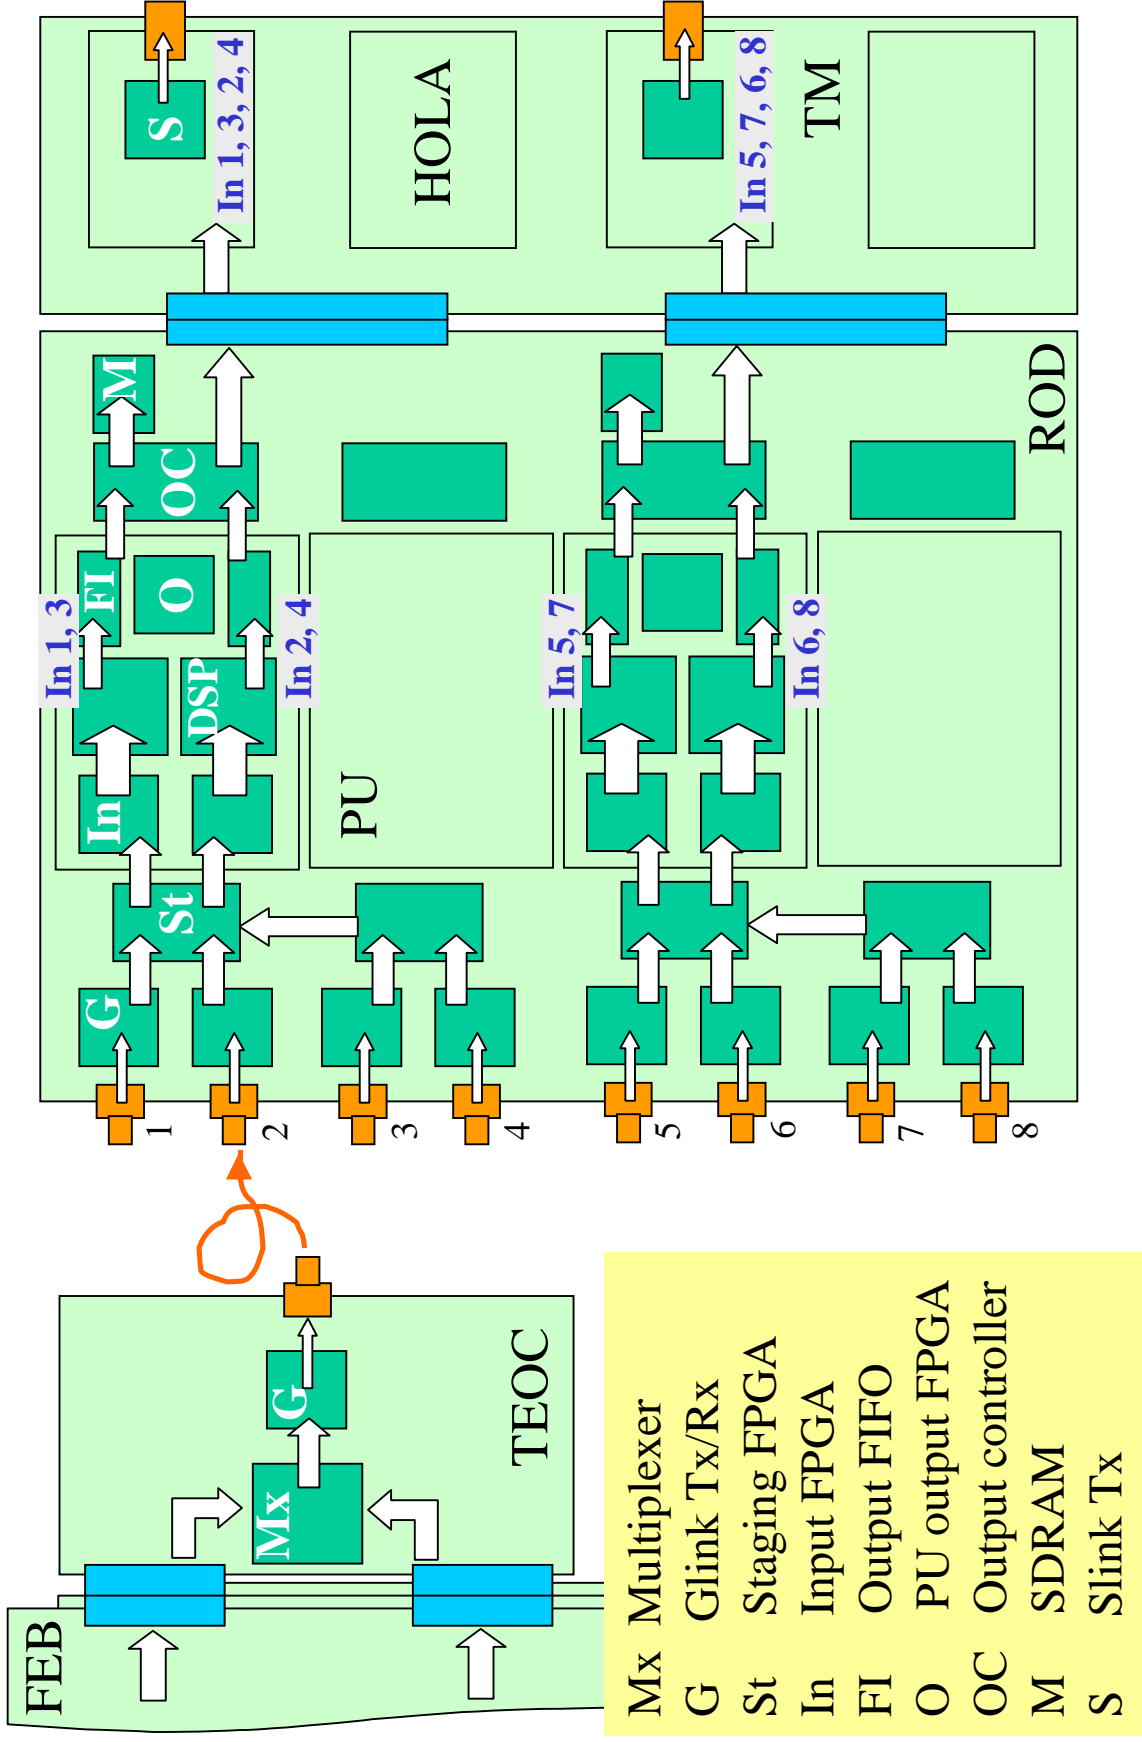 FEB
TEOC
Mx
G
1
2
3
4
5
6
7
8
G
St
In
DSP
FI
O
OC
M
PU
ROD
In 1, 3
In 2, 4
In 5, 7
In 6, 8
S
In 1, 3, 2, 4
HOLA
In 5, 7, 6, 8
TM
Mx Multiplexer
G Glink Tx/Rx
St Staging FPGA
In Input FPGA
FI Output FIFO
O PU output FPGA
OC Output controller
M SDRAM
S Slink Tx